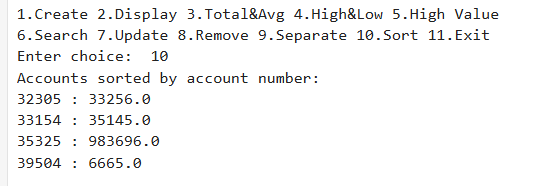 1.Create 2.Display 3.Total&Avg 4.High&Low 5.High Value
6.Search 7.Update 8.Remove 9.Separate 10.Sort 11.Exit
Enter choice:  10
Accounts sorted by account number:
32305 : 33256.0
33154 : 35145.0
35325 : 983696.0
39504 : 6665.0